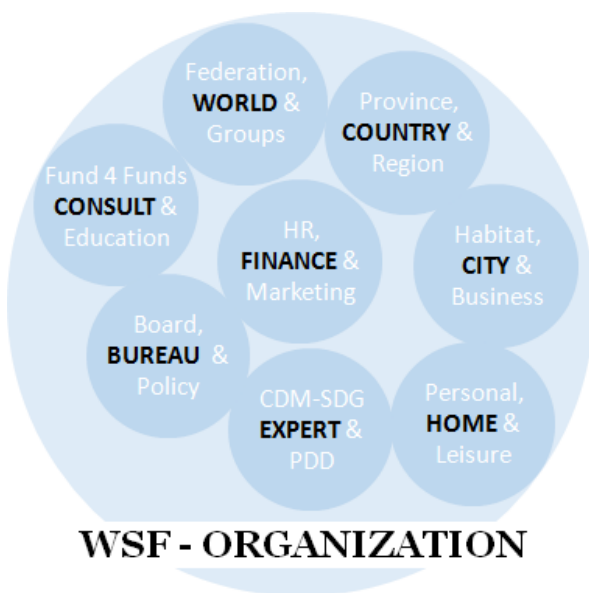 Federation,
WORLD &
Groups
Province,
COUNTRY &
Region
Fund 4 Funds
CONSULT &
Education
HR,
FINANCE &
Marketing
Habitat,
CITY &
Business
Board,
BUREAU &
Policy
CDM-SDG
EXPERT &
PDD
Personal,
HOME &
Leisure
WSF - ORGANIZATION